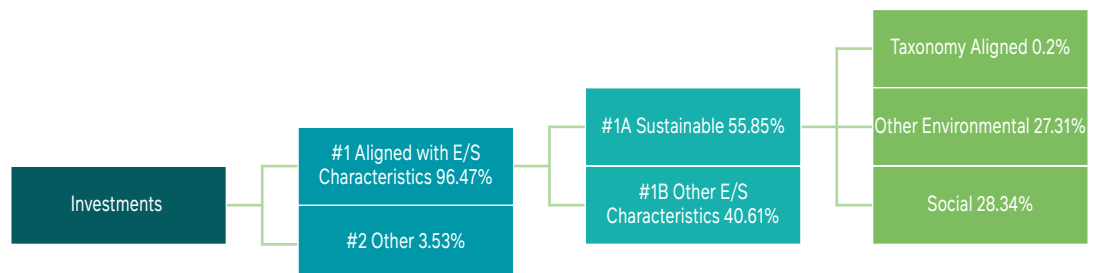 Investments
#1 Aligned with E/S
Characteristics 96.47%
#2 Other 3.53%
#1A Sustainable 55.85%
#1B Other E/S
Characteristics 40.61%
Taxonomy Aligned 0.2%
Other Environmental 27.31%
Social 28.34%